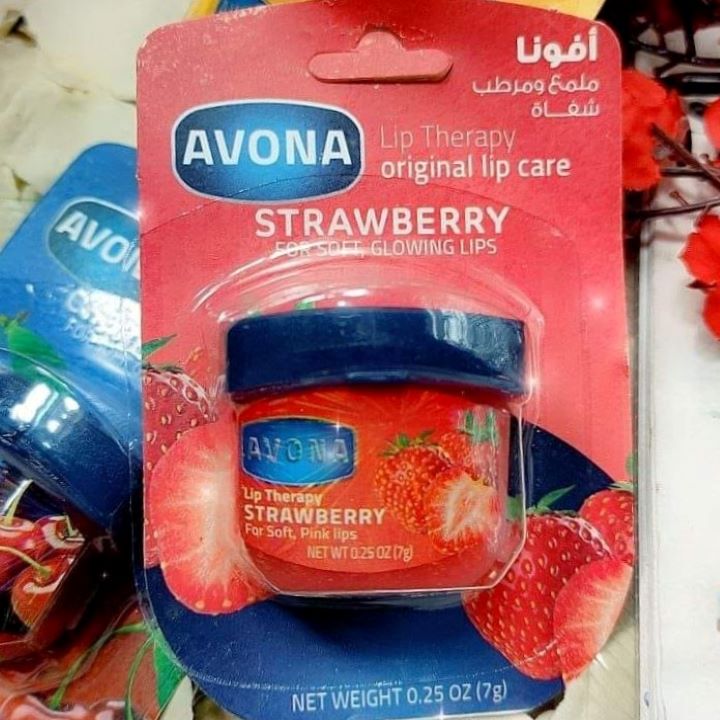 أفونا
ملمع ومرطب
شفاة
AVONA
Lip Therapy
original lip care
STRAWBERRY
FOR SOFT, GLOWING LIPS
AVONA
Lip Therapy
STRAWBERRY
For Soft, Pink lips
NET WT 0.25 OZ (7g)
NET WEIGHT 0.25 OZ (7g)